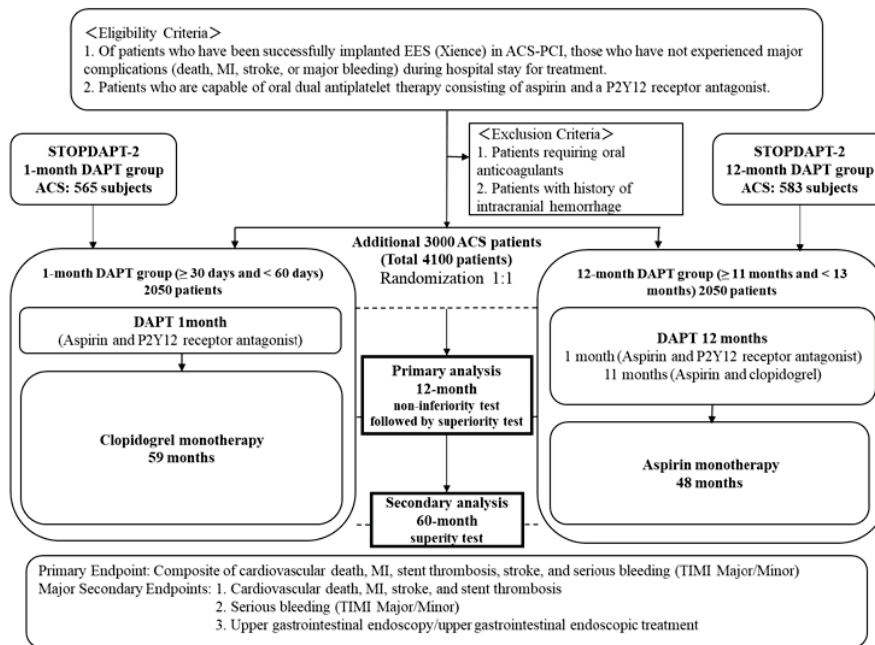 ＜Eligibility Criteria＞
1. Of patients who have been successfully implanted EES (Xience) in ACS-PCI, those who have not experienced major
complications (death, MI, stroke, or major bleeding) during hospital stay for treatment.
2. Patients who are capable of oral dual antiplatelet therapy consisting of aspirin and a P2Y12 receptor antagonist.
STOPDAPT-2
1-month DAPT group
ACS: 565 subjects
＜Exclusion Criteria＞
1. Patients requiring oral
anticoagulants
2. Patients with history of
intracranial hemorrhage
STOPDAPT-2
12-month DAPT group
ACS: 583 subjects
Additional 3000 ACS patients
(Total 4100 patients)
Randomization 1:1
1-month DAPT group (≥ 30 days and < 60 days)
2050 patients
DAPT 1month
(Aspirin and P2Y12 receptor antagonist)
Clopidogrel monotherapy
59 months
Primary analysis
12-month
non-inferiority test
followed by superiority test
Secondary analysis
60-month
superity test
12-month DAPT group (≥ 11 months and < 13
months) 2050 patients
DAPT 12 months
1 month (Aspirin and P2Y12 receptor antagonist)
11 months (Aspirin and clopidogrel)
Aspirin monotherapy
48 months
Primary Endpoint: Composite of cardiovascular death, MI, stent thrombosis, stroke, and serious bleeding (TIMI Major/Minor)
Major Secondary Endpoints: 1. Cardiovascular death, MI, stroke, and stent thrombosis
2. Serious bleeding (TIMI Major/Minor)
3. Upper gastrointestinal endoscopy/upper gastrointestinal endoscopic treatment